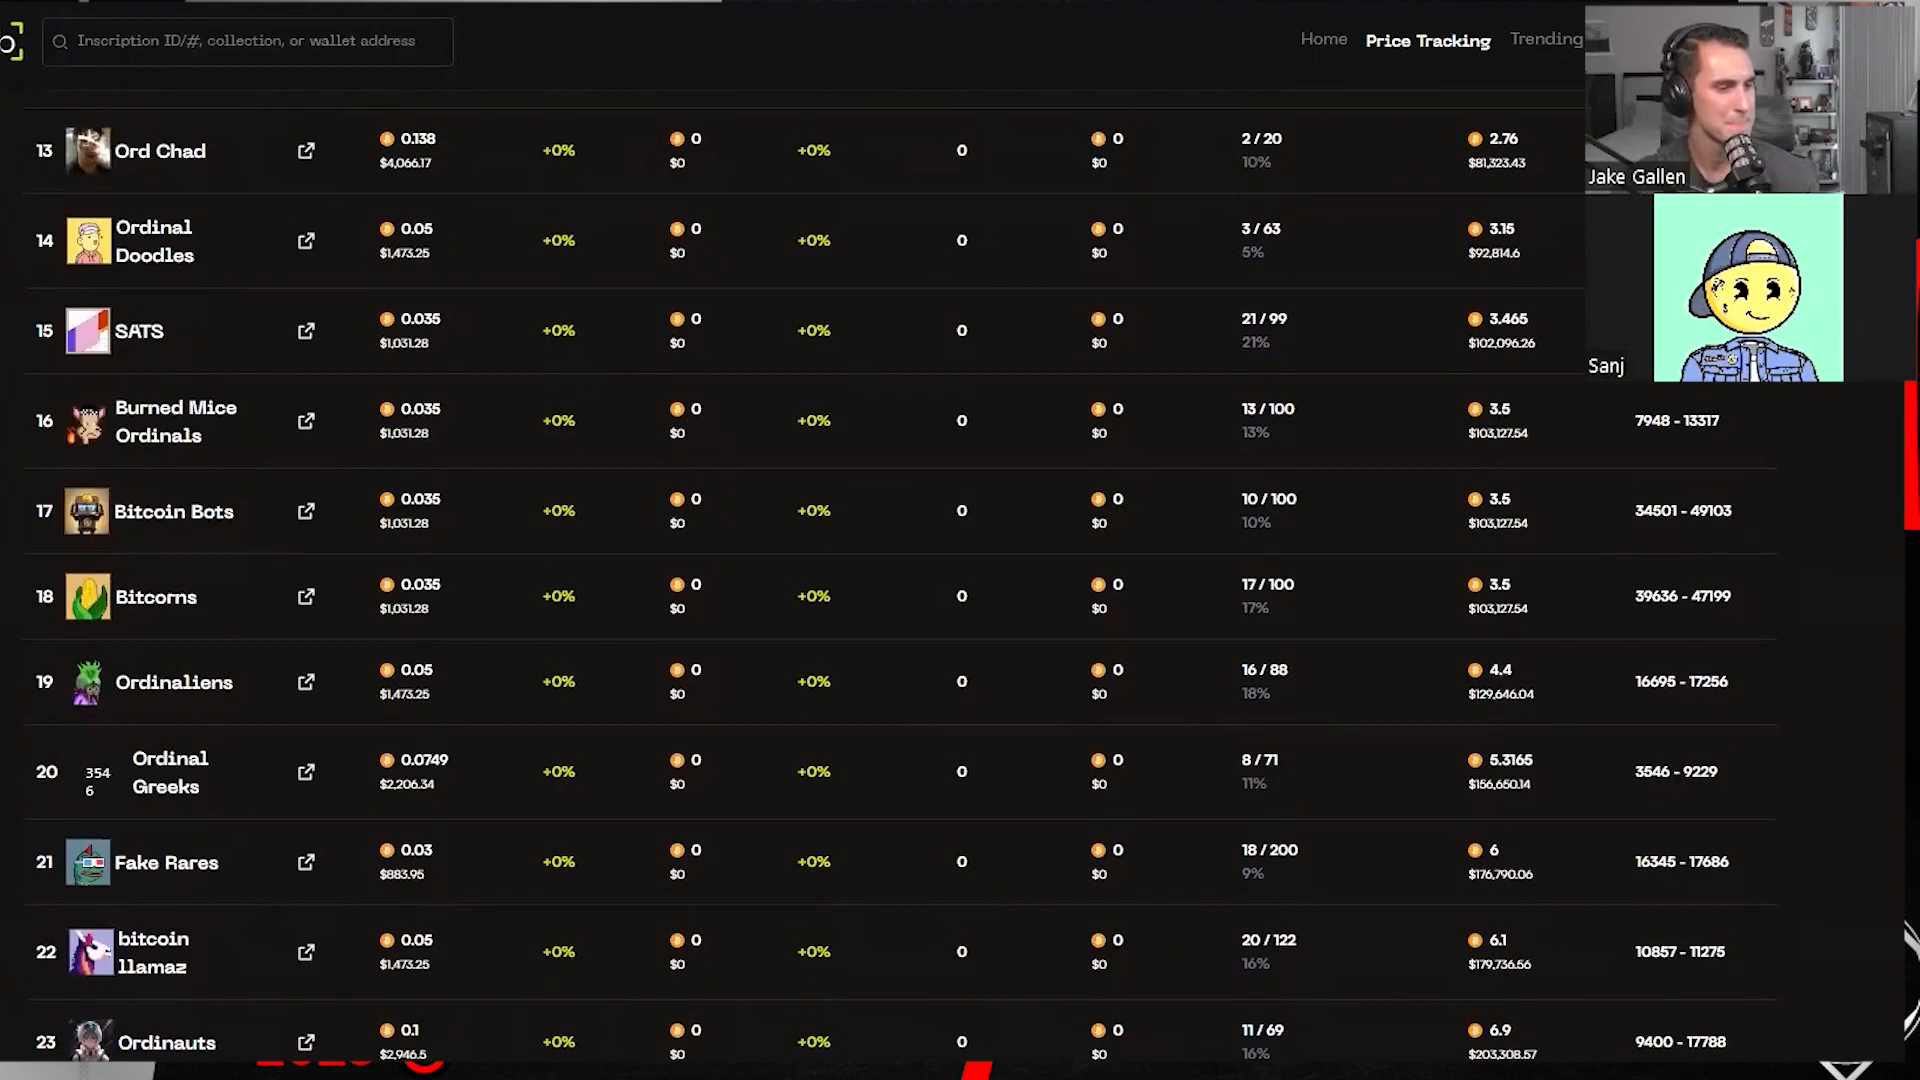 Inscription ID/#, collection, or wallet address
Home Price Tracking Trending
Jake Gallen
Sanj
13 Ord Chad 0.138 +0% 0 +0% 0 0 2 / 20 2.76
$4,066.17 $0 $0 10% $81,323.43
14 Ordinal Doodles 0.05 +0% 0 +0% 0 0 3 / 63 3.15
$1,473.25 $0 $0 5% $92,814.6
15 SATS 0.035 +0% 0 +0% 0 0 21 / 99 3.465
$1,031.28 $0 $0 21% $102,096.26
16 Burned Mice Ordinals 0.035 +0% 0 +0% 0 0 13 / 100 3.5 7948 - 13317
$1,031.28 $0 $0 13% $103,127.54
17 Bitcoin Bots 0.035 +0% 0 +0% 0 0 10 / 100 3.5 34501 - 49103
$1,031.28 $0 $0 10% $103,127.54
18 Bitcorns 0.035 +0% 0 +0% 0 0 17 / 100 3.5 39636 - 47199
$1,031.28 $0 $0 17% $103,127.54
19 Ordinaliens 0.05 +0% 0 +0% 0 0 16 / 88 4.4 16695 - 17256
$1,473.25 $0 $0 18% $129,646.04
20 3546 Ordinal Greeks 0.0749 +0% 0 +0% 0 0 8 / 71 5.3165 3546 - 9229
$2,206.34 $0 $0 11% $156,650.14
21 Fake Rares 0.03 +0% 0 +0% 0 0 18 / 200 6 16345 - 17686
$883.95 $0 $0 9% $176,790.06
22 bitcoin llamaz 0.05 +0% 0 +0% 0 0 20 / 122 6.1 10857 - 11275
$1,473.25 $0 $0 16% $179,736.56
23 Ordinauts 0.1 +0% 0 +0% 0 0 11 / 69 6.9 9400 - 17788
$2,946.5 $0 $0 16% $203,308.57